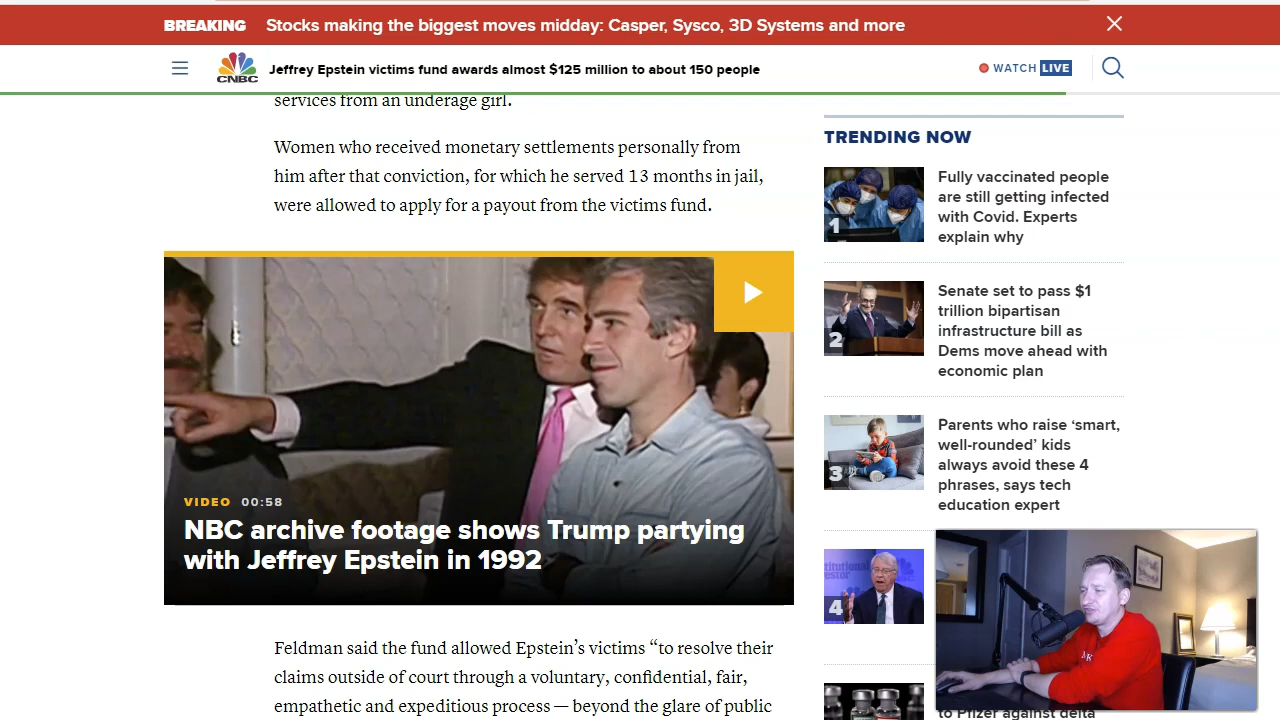 BREAKING Stocks making the biggest moves midday: Casper, Sysco, 3D Systems and more
CNBC
Jeffrey Epstein victims fund awards almost $125 million to about 150 people
WATCH LIVE
services from an underage girl.
Women who received monetary settlements personally from
him after that conviction, for which he served 13 months in jail,
were allowed to apply for a payout from the victims fund.
VIDEO 00:58
NBC archive footage shows Trump partying
with Jeffrey Epstein in 1992
Feldman said the fund allowed Epstein’s victims “to resolve their
claims outside of court through a voluntary, confidential, fair,
empathetic and expeditious process — beyond the glare of public
TRENDING NOW
1
Fully vaccinated people
are still getting infected
with Covid. Experts
explain why
2
Senate set to pass $1
trillion bipartisan
infrastructure bill as
Dems move ahead with
economic plan
3
Parents who raise ‘smart,
well-rounded’ kids
always avoid these 4
phrases, says tech
education expert
4
to Pfizer against delta